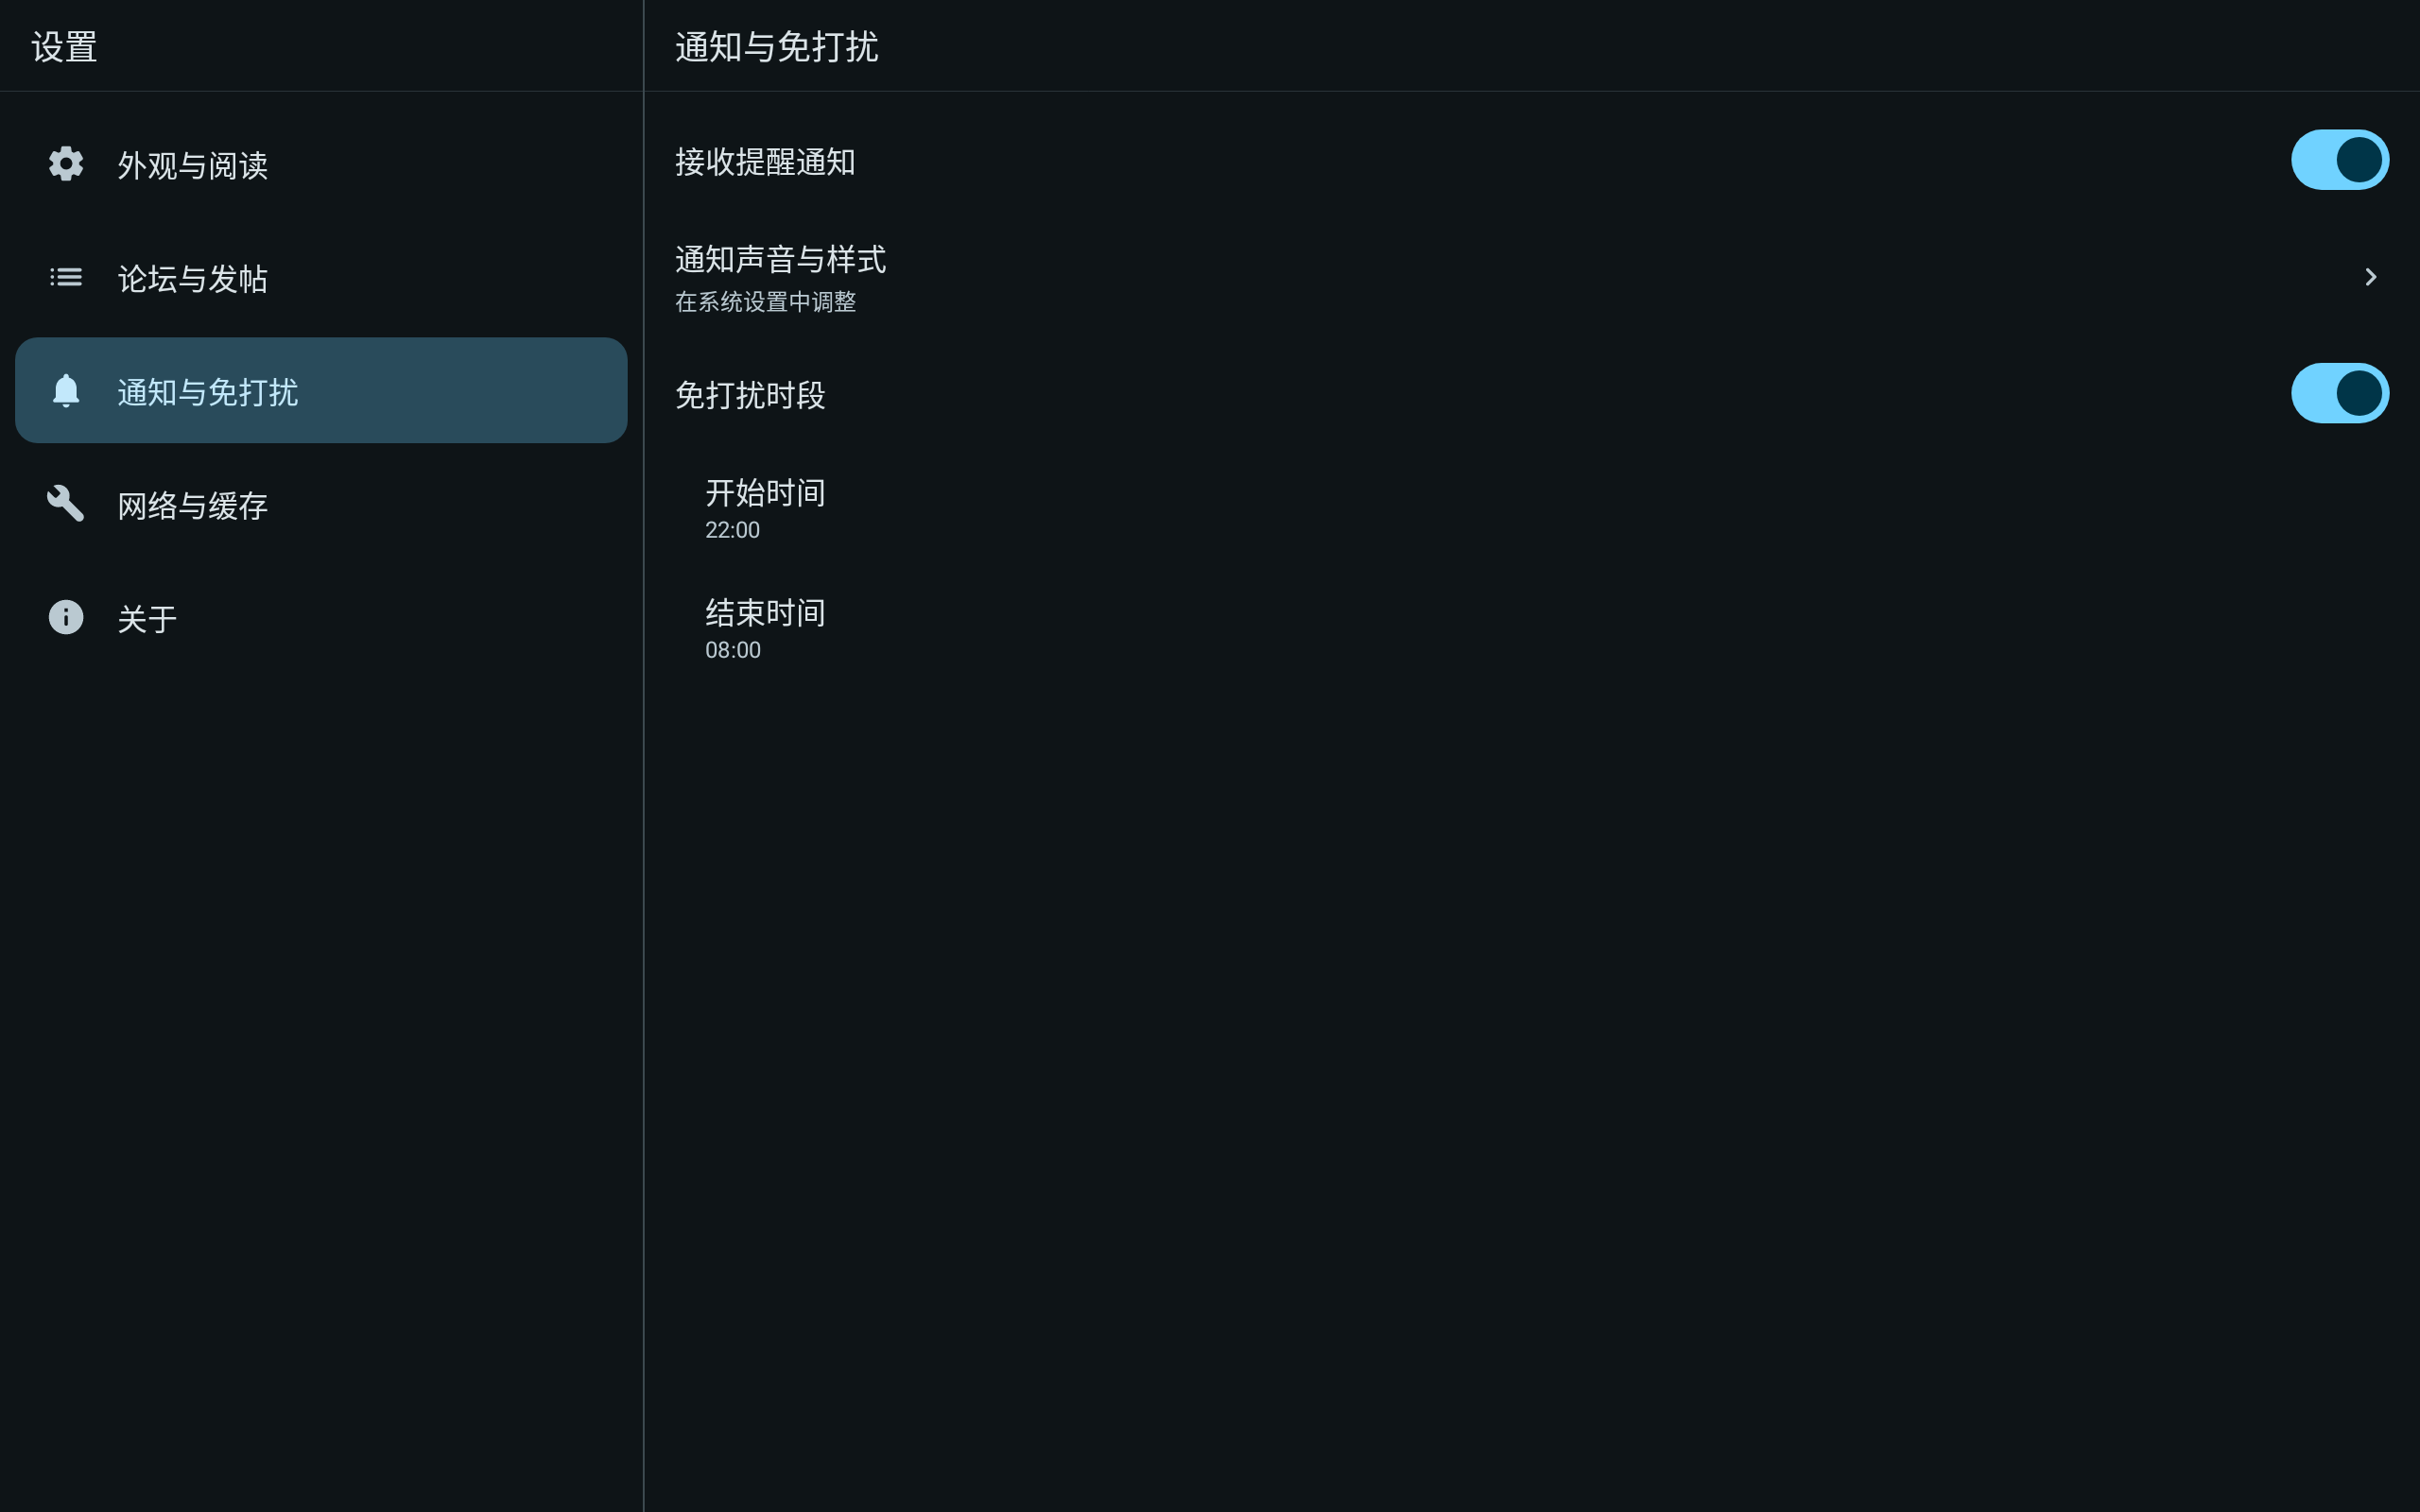 设置
外观与阅读
论坛与发帖
通知与免打扰
网络与缓存
关于
通知与免打扰
接收提醒通知
通知声音与样式
在系统设置中调整
免打扰时段
开始时间
22:00
结束时间
08:00